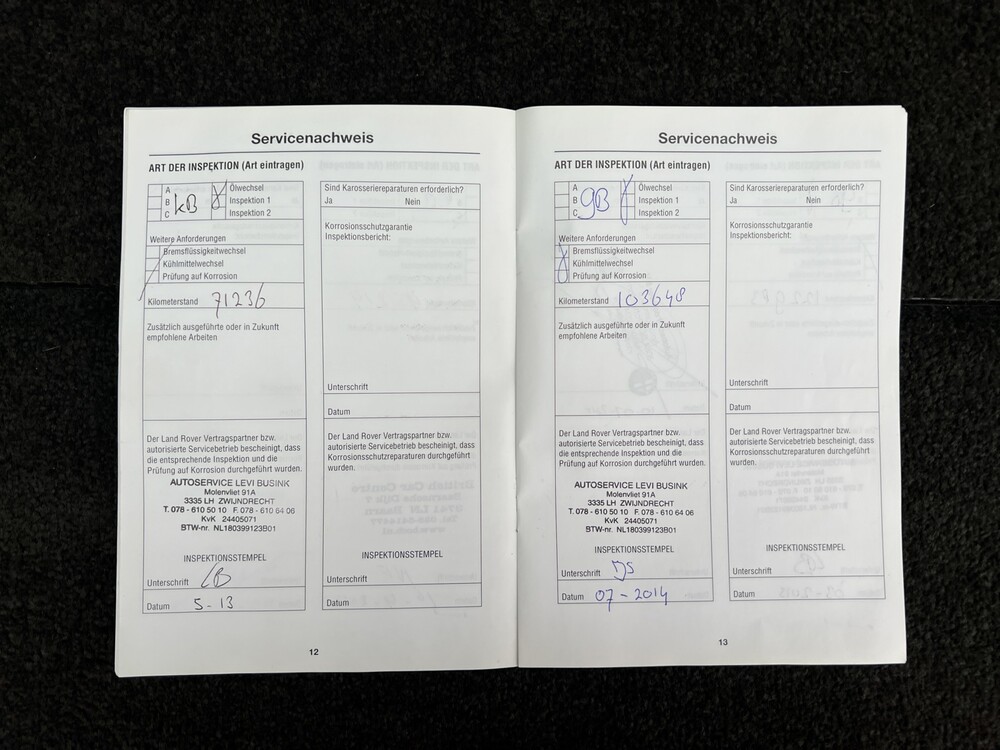 Servicenachweis
ART DER INSPEKTION (Art eintragen)
A
B
C
kB
Ölwechsel
Inspektion 1
Inspektion 2
Weitere Anforderungen
Bremsflüssigkeitwechsel
Kühlmittelwechsel
Prüfung auf Korrosion
Kilometerstand 71236
Zusätzlich ausgeführte oder in Zukunft
empfohlene Arbeiten
Der Land Rover Vertragspartner bzw.
autorisierte Servicebetrieb bescheinigt, dass
die entsprechende Inspektion und die
Prüfung auf Korrosion durchgeführt wurden.
AUTOSERVICE LEVI BUSINK
Molenvliet 91A
3335 LH ZWIJNDRECHT
T. 078 - 610 50 10 F. 078 - 610 64 06
KvK 24405071
BTW-nr. NL180399123B01
INSPEKTIONSSTEMPEL
Unterschrift LB
Datum 5-13
Sind Karosseriereparaturen erforderlich?
Ja Nein
Korrosionsschutzgarantie
Inspektionsbericht:
Unterschrift
Datum
Der Land Rover Vertragspartner bzw.
autorisierte Servicebetrieb bescheinigt, dass
Korrosionsschutzreparaturen durchgeführt
wurden.
INSPEKTIONSSTEMPEL
Unterschrift
Datum
12
Servicenachweis
ART DER INSPEKTION (Art eintragen)
A
B
C
gB
Ölwechsel
Inspektion 1
Inspektion 2
Weitere Anforderungen
Bremsflüssigkeitwechsel
Kühlmittelwechsel
Prüfung auf Korrosion
Kilometerstand 103648
Zusätzlich ausgeführte oder in Zukunft
empfohlene Arbeiten
Der Land Rover Vertragspartner bzw.
autorisierte Servicebetrieb bescheinigt, dass
die entsprechende Inspektion und die
Prüfung auf Korrosion durchgeführt wurden.
AUTOSERVICE LEVI BUSINK
Molenvliet 91A
3335 LH ZWIJNDRECHT
T. 078 - 610 50 10 F. 078 - 610 64 06
KvK 24405071
BTW-nr. NL180399123B01
INSPEKTIONSSTEMPEL
Unterschrift
Datum 07-2014
Sind Karosseriereparaturen erforderlich?
Ja Nein
Korrosionsschutzgarantie
Inspektionsbericht:
Unterschrift
Datum
Der Land Rover Vertragspartner bzw.
autorisierte Servicebetrieb bescheinigt, dass
Korrosionsschutzreparaturen durchgeführt
wurden.
INSPEKTIONSSTEMPEL
Unterschrift
Datum
13